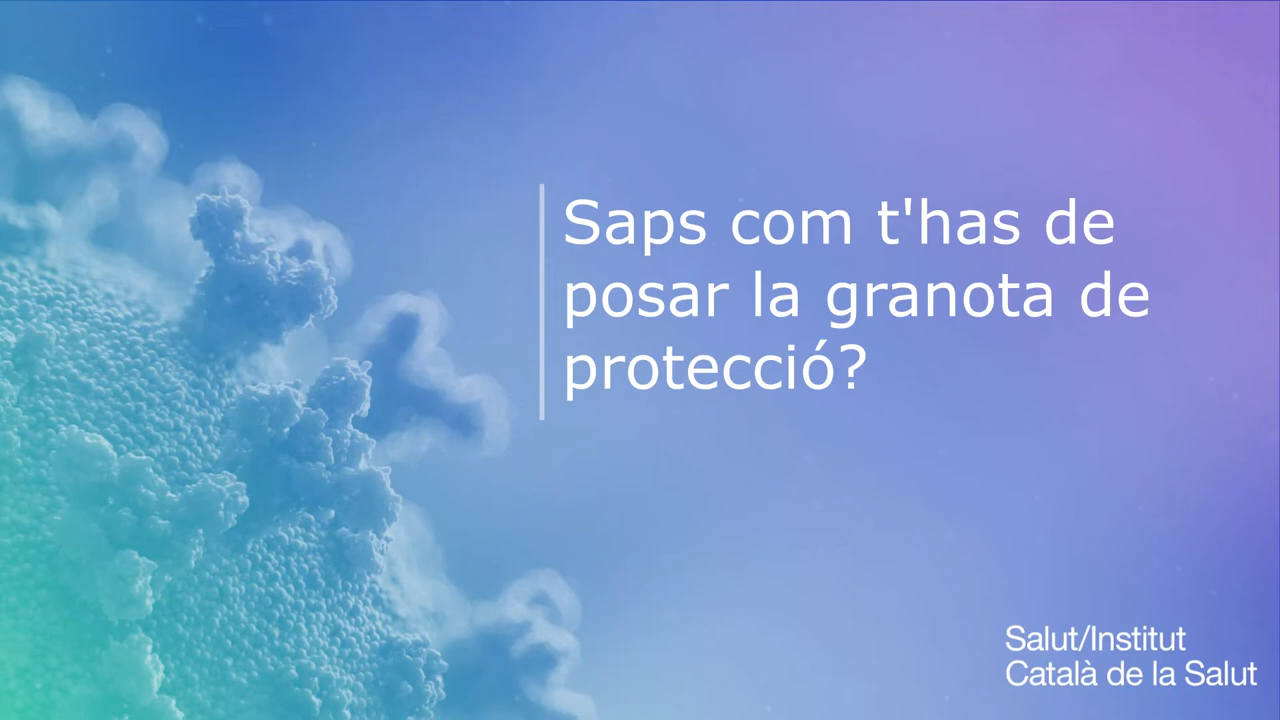 Saps com t'has de
posar la granota de
protecció?
Salut/Institut
Català de la Salut